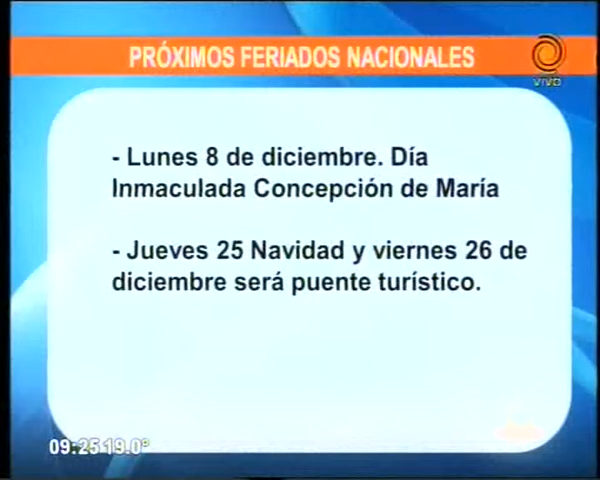 PRÓXIMOS FERIADOS NACIONALES
VIVO
- Lunes 8 de diciembre. Día
Inmaculada Concepción de María
- Jueves 25 Navidad y viernes 26 de
diciembre será puente turístico.
09:25 19.0°